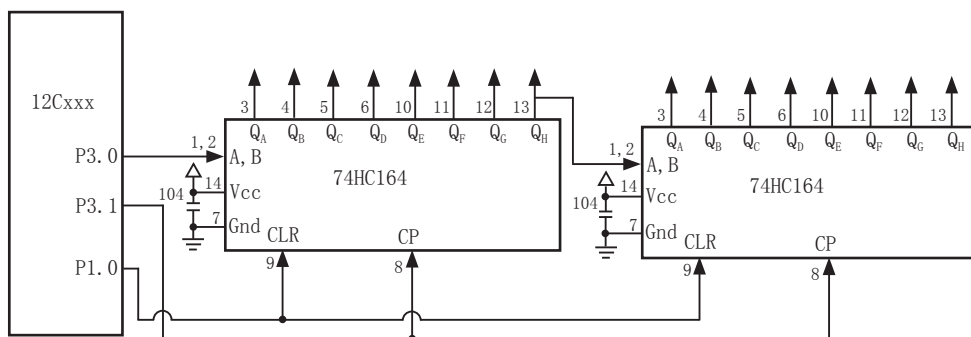 12Cxxx
P3.0
P3.1
P1.0
3 4 5 6 10 11 12 13
QA QB QC QD QE QF QG QH
1,2
A,B
74HC164
14
Vcc
104
7
Gnd
CLR
CP
9
8
3 4 5 6 10 11 12 13
QA QB QC QD QE QF QG QH
1,2
A,B
74HC164
14
Vcc
104
7
Gnd
CLR
CP
9
8